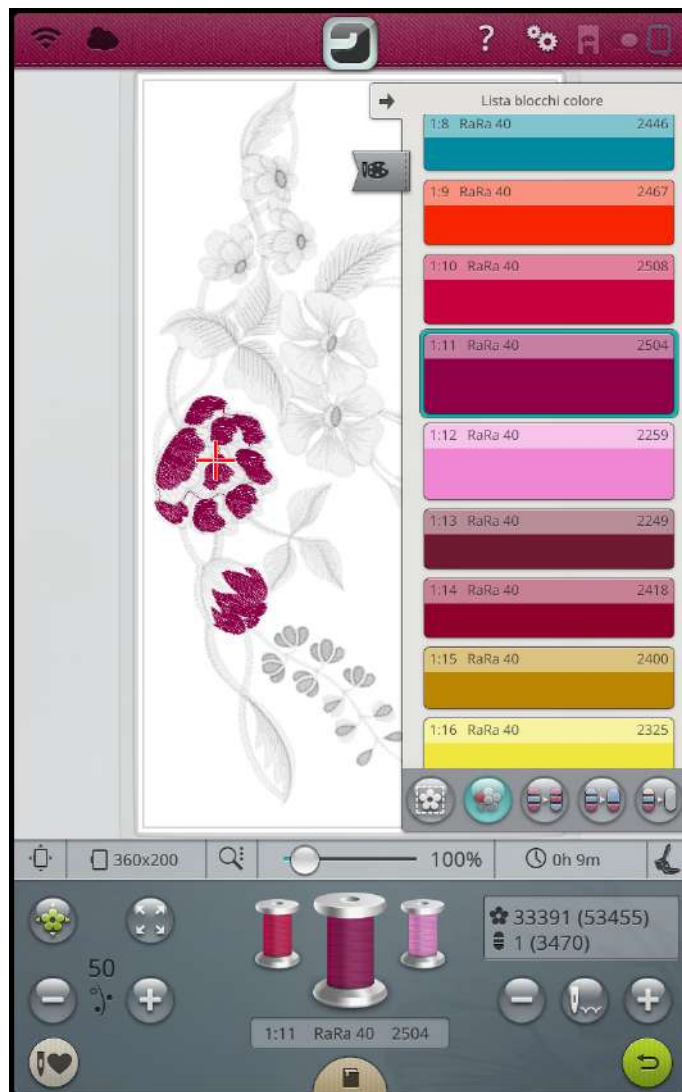 ?
Lista blocchi colore
1:8 RaRa 40 2446
1:9 RaRa 40 2467
1:10 RaRa 40 2508
1:11 RaRa 40 2504
1:12 RaRa 40 2259
1:13 RaRa 40 2249
1:14 RaRa 40 2418
1:15 RaRa 40 2400
1:16 RaRa 40 2325
360x200 100% 0h 9m
33391 (53455)
1 (3470)
50
1:11 RaRa 40 2504